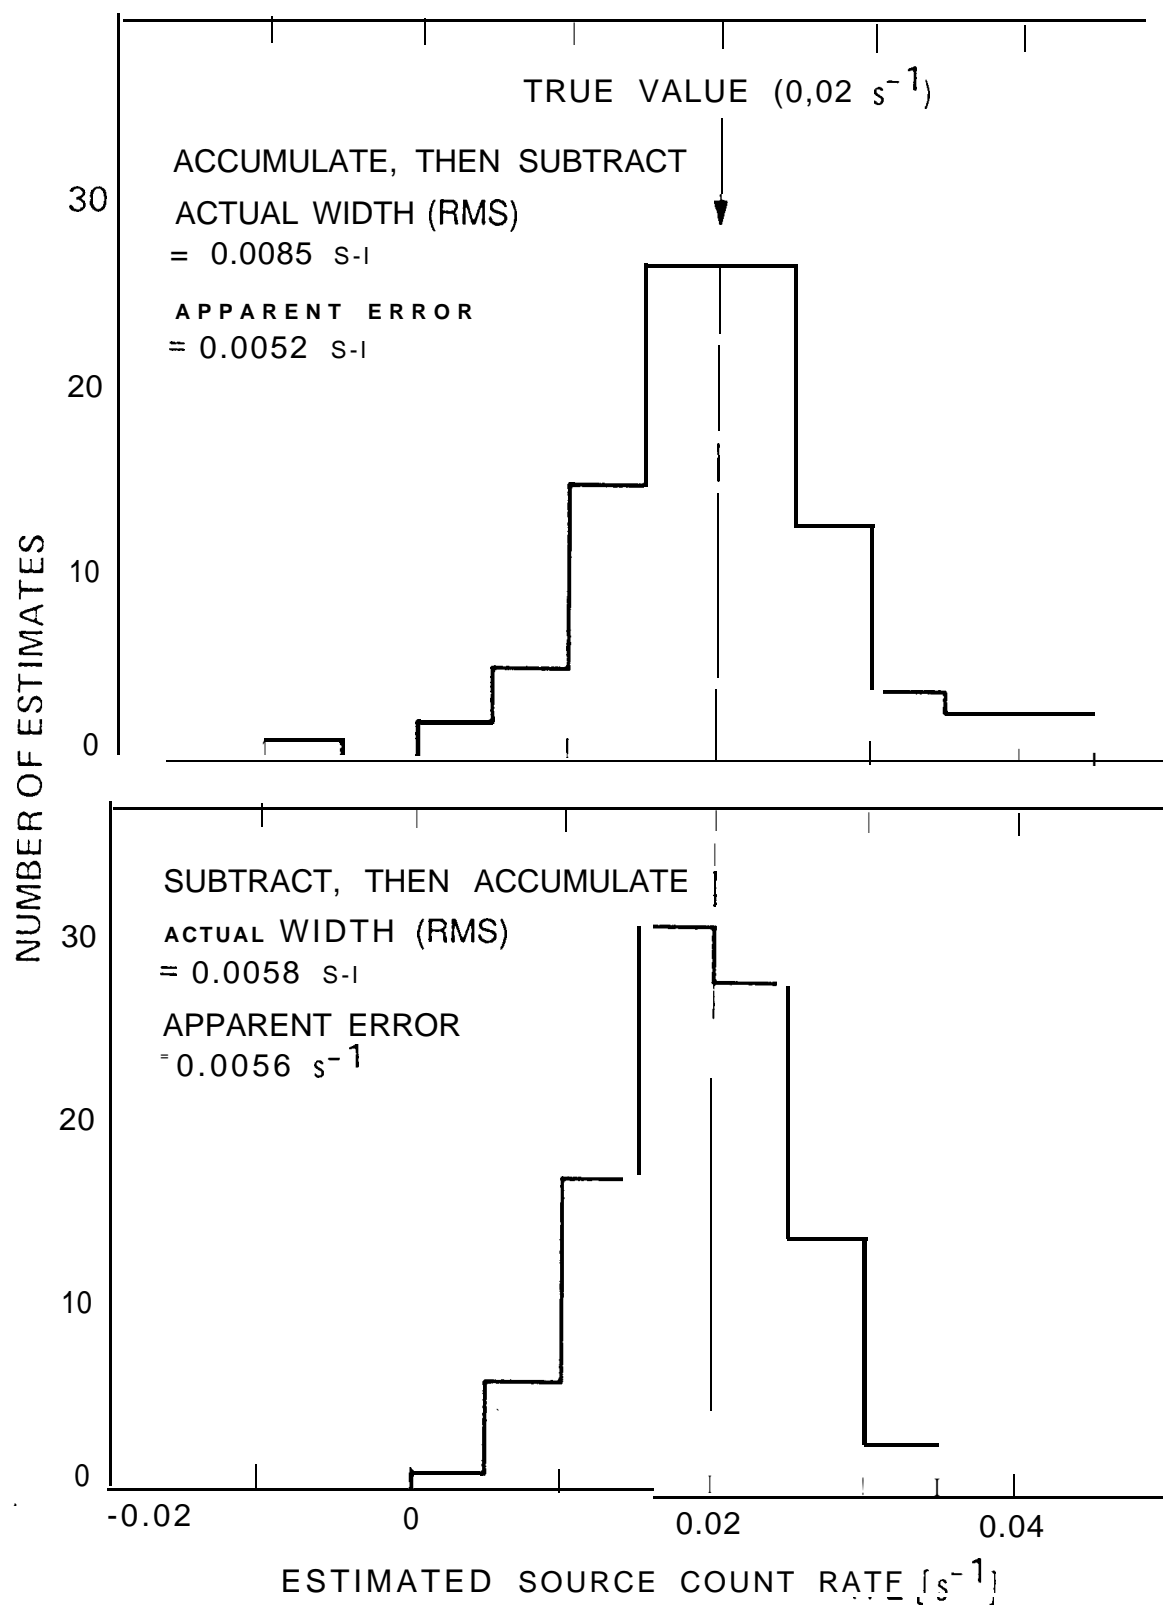 TRUE VALUE (0,02 s⁻¹)
ACCUMULATE, THEN SUBTRACT
ACTUAL WIDTH (RMS)
= 0.0085 S-I
APPARENT ERROR
= 0.0052 S-I
30
20
10
0
NUMBER OF ESTIMATES
SUBTRACT, THEN ACCUMULATE
ACTUAL WIDTH (RMS)
= 0.0058 S-I
APPARENT ERROR
=0.0056 s⁻¹
30
20
10
0
-0.02 0 0.02 0.04
ESTIMATED SOURCE COUNT RATE [s⁻¹]